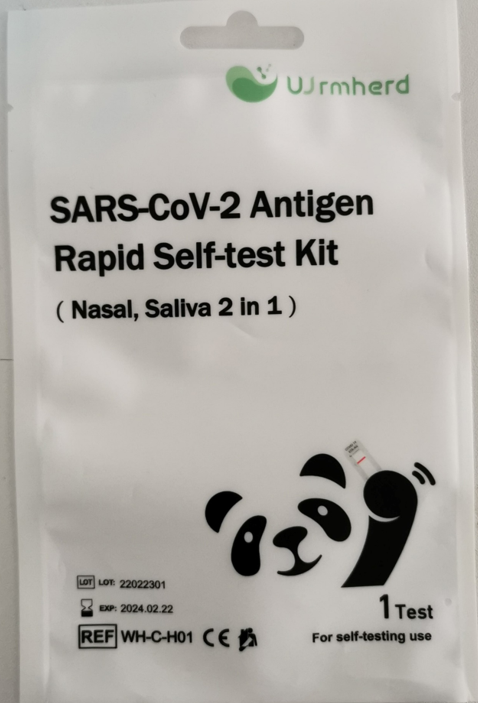 Wrmherd
SARS-CoV-2 Antigen
Rapid Self-test Kit
( Nasal, Saliva 2 in 1 )
LOT LOT: 22022301
EXP: 2024.02.22
REF WH-C-H01 CE
1 Test
For self-testing use